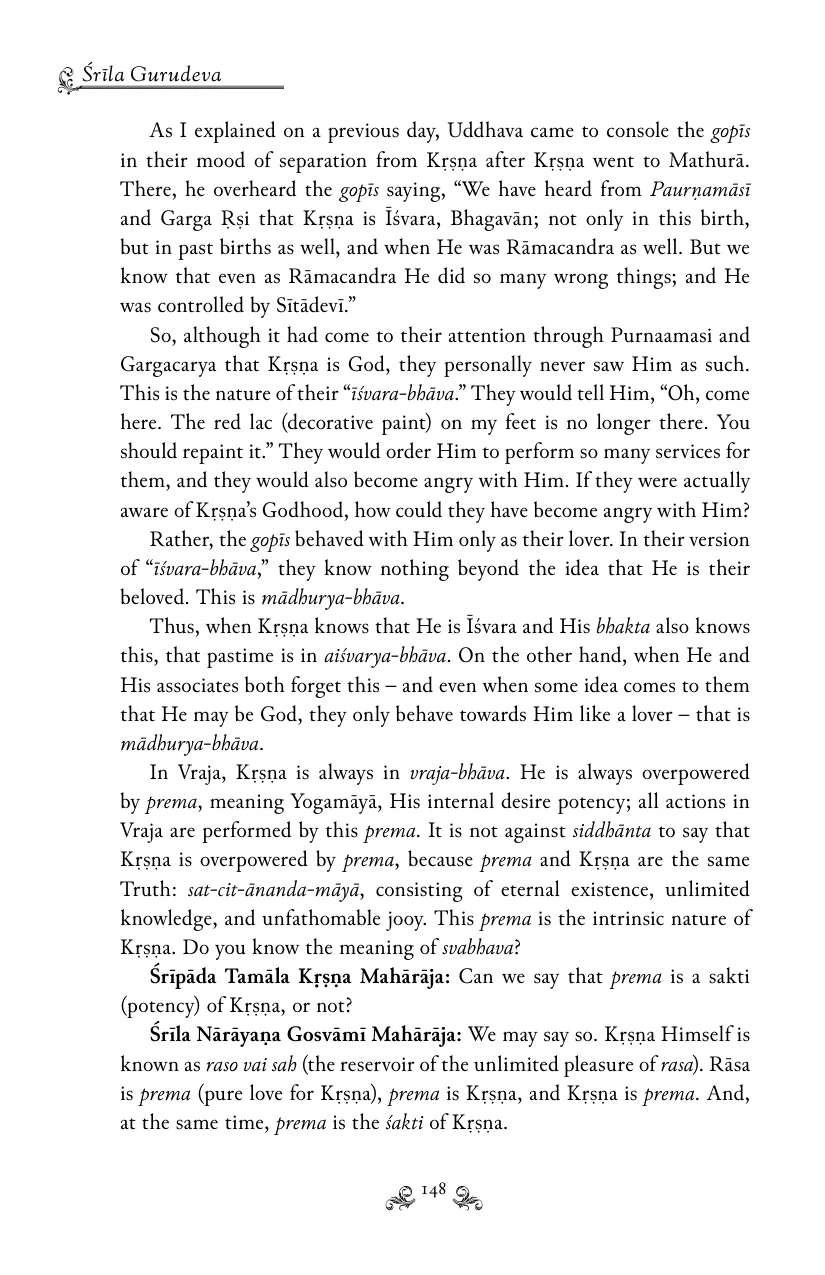 Śrīla Gurudeva
As I explained on a previous day, Uddhava came to console the gopīs
in their mood of separation from Kṛṣṇa after Kṛṣṇa went to Mathurā.
There, he overheard the gopīs saying, “We have heard from Paurṇamāsī
and Garga Ṛṣi that Kṛṣṇa is Īśvara, Bhagavān; not only in this birth,
but in past births as well, and when He was Rāmacandra as well. But we
know that even as Rāmacandra He did so many wrong things; and He
was controlled by Sītādevī.”
So, although it had come to their attention through Purnaamasi and
Gargacarya that Kṛṣṇa is God, they personally never saw Him as such.
This is the nature of their “īśvara-bhāva.” They would tell Him, “Oh, come
here. The red lac (decorative paint) on my feet is no longer there. You
should repaint it.” They would order Him to perform so many services for
them, and they would also become angry with Him. If they were actually
aware of Kṛṣṇa’s Godhood, how could they have become angry with Him?
Rather, the gopīs behaved with Him only as their lover. In their version
of “īśvara-bhāva,” they know nothing beyond the idea that He is their
beloved. This is mādhurya-bhāva.
Thus, when Kṛṣṇa knows that He is Īśvara and His bhakta also knows
this, that pastime is in aiśvarya-bhāva. On the other hand, when He and
His associates both forget this – and even when some idea comes to them
that He may be God, they only behave towards Him like a lover – that is
mādhurya-bhāva.
In Vraja, Kṛṣṇa is always in vraja-bhāva. He is always overpowered
by prema, meaning Yogamāyā, His internal desire potency; all actions in
Vraja are performed by this prema. It is not against siddhānta to say that
Kṛṣṇa is overpowered by prema, because prema and Kṛṣṇa are the same
Truth: sat-cit-ānanda-māyā, consisting of eternal existence, unlimited
knowledge, and unfathomable jooy. This prema is the intrinsic nature of
Kṛṣṇa. Do you know the meaning of svabhava?
Śrīpāda Tamāla Kṛṣṇa Mahārāja: Can we say that prema is a sakti
(potency) of Kṛṣṇa, or not?
Śrīla Nārāyaṇa Gosvāmī Mahārāja: We may say so. Kṛṣṇa Himself is
known as raso vai sah (the reservoir of the unlimited pleasure of rasa). Rāsa
is prema (pure love for Kṛṣṇa), prema is Kṛṣṇa, and Kṛṣṇa is prema. And,
at the same time, prema is the śakti of Kṛṣṇa.
148